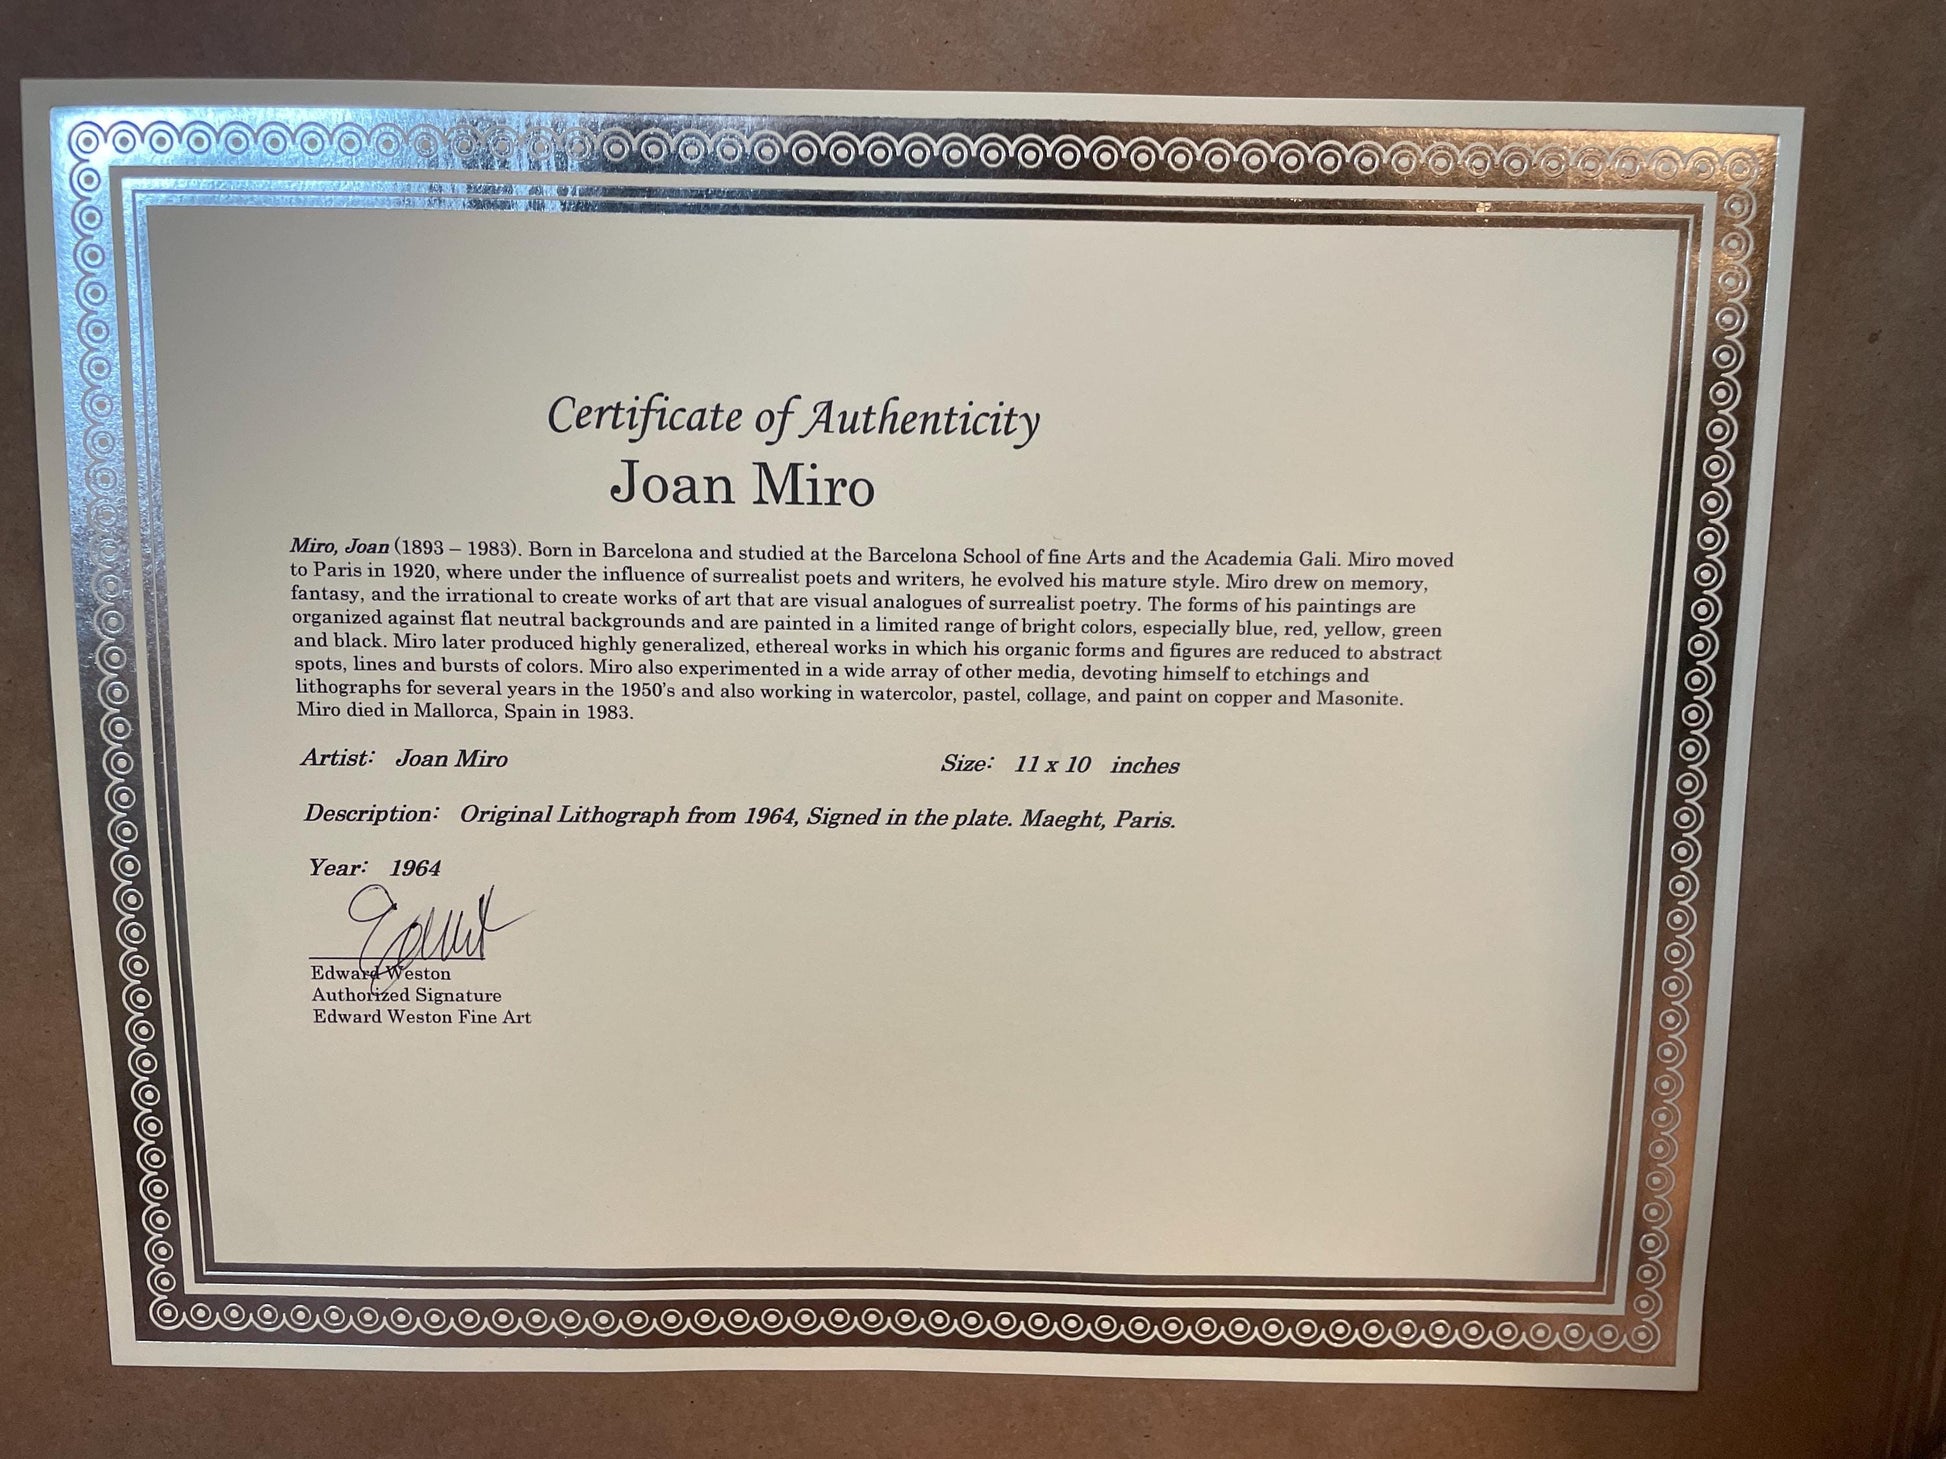 Certificate of Authenticity
Joan Miro
Miro, Joan (1893 – 1983). Born in Barcelona and studied at the Barcelona School of fine Arts and the Academia Gali. Miro moved
to Paris in 1920, where under the influence of surrealist poets and writers, he evolved his mature style. Miro drew on memory,
fantasy, and the irrational to create works of art that are visual analogues of surrealist poetry. The forms of his paintings are
organized against flat neutral backgrounds and are painted in a limited range of bright colors, especially blue, red, yellow, green
and black. Miro later produced highly generalized, ethereal works in which his organic forms and figures are reduced to abstract
spots, lines and bursts of colors. Miro also experimented in a wide array of other media, devoting himself to etchings and
lithographs for several years in the 1950's and also working in watercolor, pastel, collage, and paint on copper and Masonite.
Miro died in Mallorca, Spain in 1983.
Artist: Joan Miro Size: 11 x 10 inches
Description: Original Lithograph from 1964, Signed in the plate. Maeght, Paris.
Year: 1964
Edward Weston
Authorized Signature
Edward Weston Fine Art